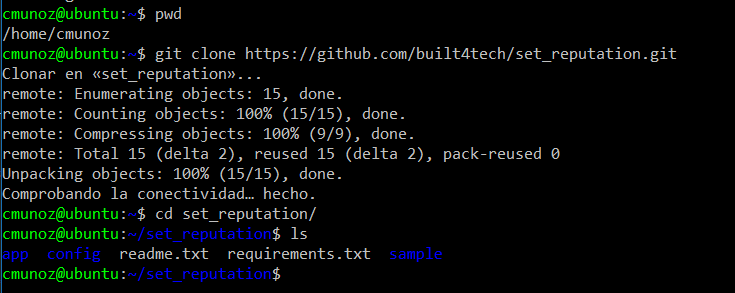 cmunoz@ubuntu:~$ pwd
/home/cmunoz
cmunoz@ubuntu:~$ git clone https://github.com/built4tech/set_reputation.git
Clonar en «set_reputation»...
remote: Enumerating objects: 15, done.
remote: Counting objects: 100% (15/15), done.
remote: Compressing objects: 100% (9/9), done.
remote: Total 15 (delta 2), reused 15 (delta 2), pack-reused 0
Unpacking objects: 100% (15/15), done.
Comprobando la conectividad… hecho.
cmunoz@ubuntu:~$ cd set_reputation/
cmunoz@ubuntu:~/set_reputation$ ls
app  config  readme.txt  requirements.txt  sample
cmunoz@ubuntu:~/set_reputation$